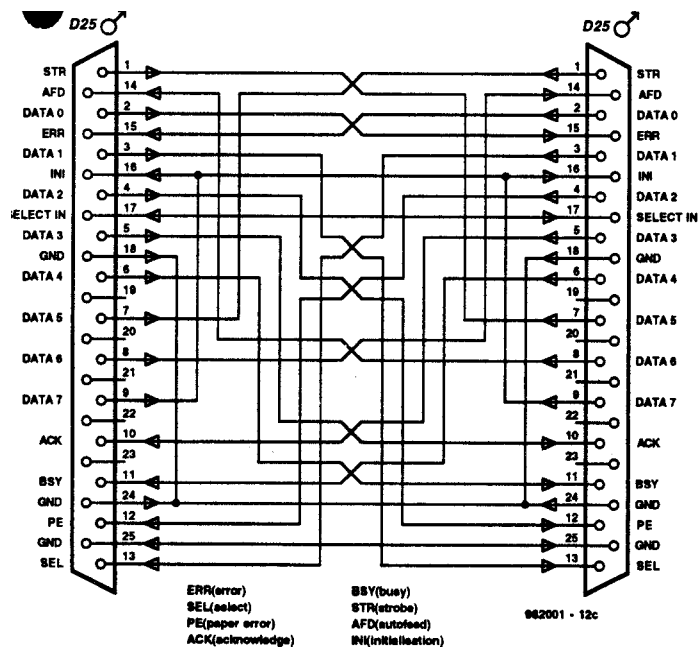 D25 D25
STR 1 1 STR
AFD 14 14 AFD
DATA 0 2 2 DATA 0
ERR 15 15 ERR
DATA 1 3 3 DATA 1
INI 16 16 INI
DATA 2 4 4 DATA 2
ELECT IN 17 17 SELECT IN
DATA 3 5 5 DATA 3
GND 18 18 GND
DATA 4 6 6 DATA 4
19 19
DATA 5 7 7 DATA 5
20 20
DATA 6 8 8 DATA 6
21 21
DATA 7 9 9 DATA 7
22 22
ACK 10 10 ACK
23 23
BSY 11 11 BSY
GND 24 24 GND
PE 12 12 PE
GND 25 25 GND
SEL 13 13 SEL
ERR(error) BSY(busy)
SEL(select) STR(strobe)
PE(paper error) AFD(autofeed)
ACK(acknowledge) INI(initialisation)
982001 - 12c